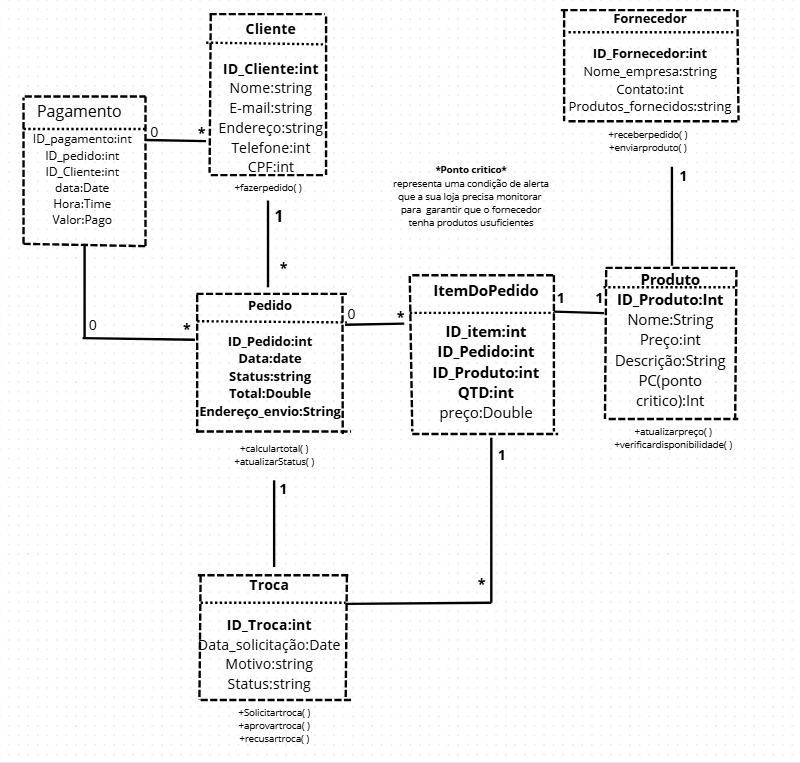 Cliente
ID_Cliente:int
Nome:string
E-mail:string
Endereço:string
Telefone:int
CPF:int
+fazerpedido( )
Fornecedor
ID_Fornecedor:int
Nome_empresa:string
Contato:int
Produtos_fornecidos:string
+receberpedido( )
+enviarproduto( )
Pagamento
ID_pagamento:int
ID_pedido:int
ID_Cliente:int
data:Date
Hora:Time
Valor:Pago
0
*
*Ponto critico*
representa uma condição de alerta
que a sua loja precisa monitorar
para garantir que o fornecedor
tenha produtos usuficientes
1
1
*
0
*
Pedido
ID_Pedido:int
Data:date
Status:string
Total:Double
Endereço_envio:String
+calculartotal( )
+atualizarStatus( )
0
*
ItemDoPedido
ID_item:int
ID_Pedido:int
ID_Produto:int
QTD:int
preço:Double
1
1
Produto
ID_Produto:Int
Nome:String
Preço:int
Descrição:String
PC(ponto
critico):Int
+atualizarpreço( )
+verificardisponibilidade( )
1
1
*
Troca
ID_Troca:int
Data_solicitação:Date
Motivo:string
Status:string
+Solicitartroca( )
+aprovartroca( )
+recusartroca( )